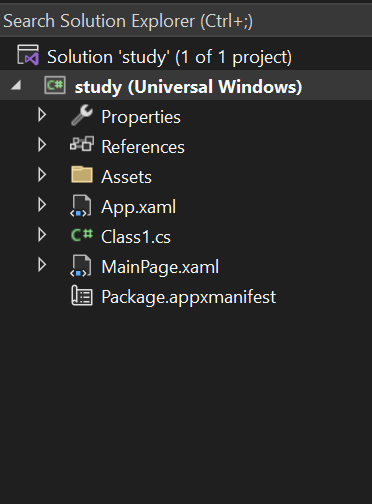 Search Solution Explorer (Ctrl+;)
Solution 'study' (1 of 1 project)
C# study (Universal Windows)
Properties
References
Assets
App.xaml
C# Class1.cs
MainPage.xaml
Package.appxmanifest